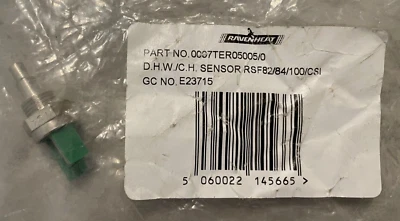 RAVENHEAT
PART NO. 0007TER05005/0
D.H.W./C.H. SENSOR RSF82/84/100/CSI
GC NO. E23715
5 060022 145665 >